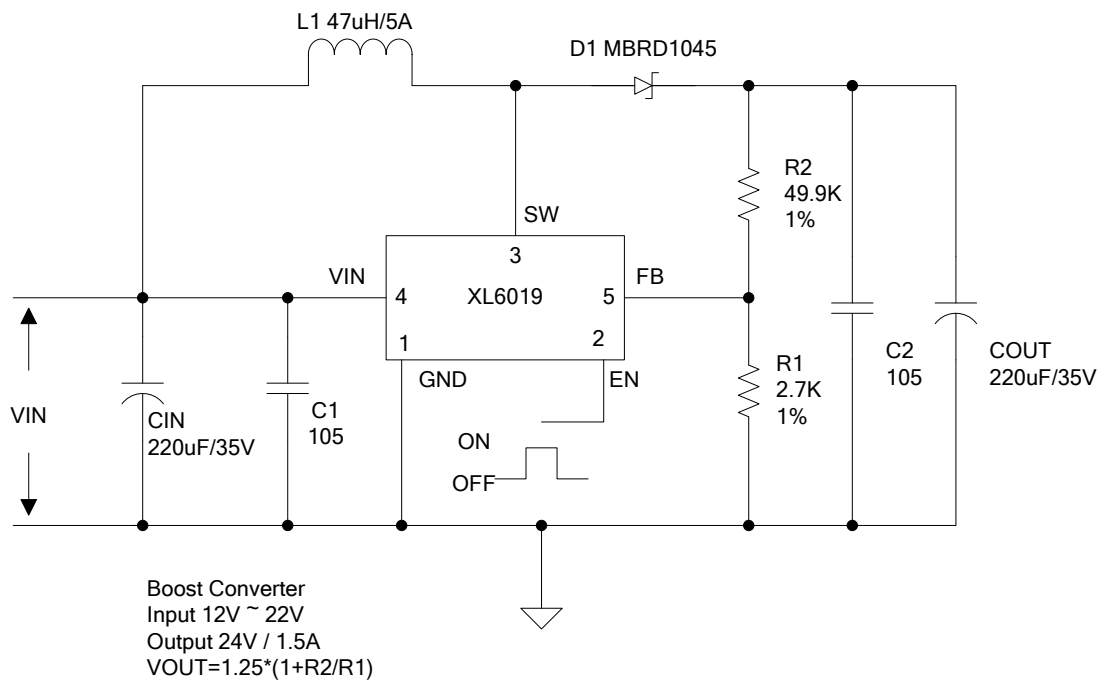 L1 47uH/5A
D1 MBRD1045
R2
49.9K
1%
SW
3
VIN
4
XL6019
5
FB
1
2
GND
EN
VIN
CIN
220uF/35V
C1
105
ON
OFF
R1
2.7K
1%
C2
105
COUT
220uF/35V
Boost Converter
Input 12V ~ 22V
Output 24V / 1.5A
VOUT=1.25*(1+R2/R1)